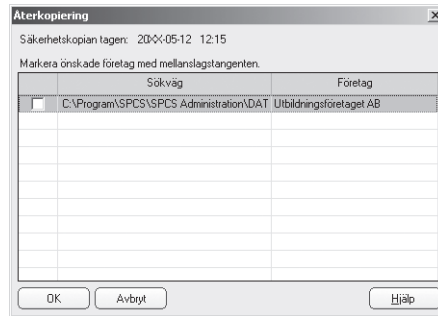 Återkopiering
Säkerhetskopian tagen: 20XX-05-12 12:15
Markera önskade företag med mellanslagstangenten.
Sökväg Företag
C:\Program\SPCS\SPCS Administration\DAT Utbildningsföretaget AB
OK Avbryt Hjälp